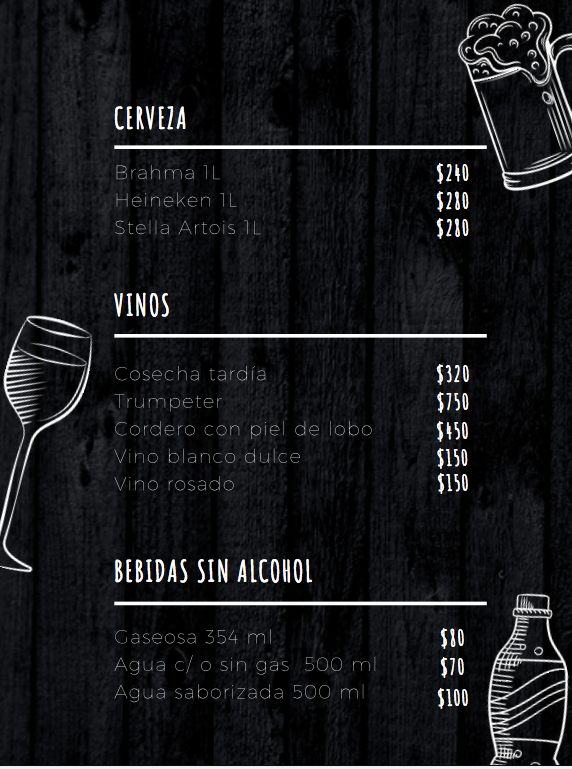 CERVEZA
Brahma 1L $240
Heineken 1L $280
Stella Artois 1L $280
VINOS
Cosecha tardía $320
Trumpeter $750
Cordero con piel de lobo $450
Vino blanco dulce $150
Vino rosado $150
BEBIDAS SIN ALCOHOL
Gaseosa 354 ml $80
Agua c/ o sin gas 500 ml $70
Agua saborizada 500 ml $100